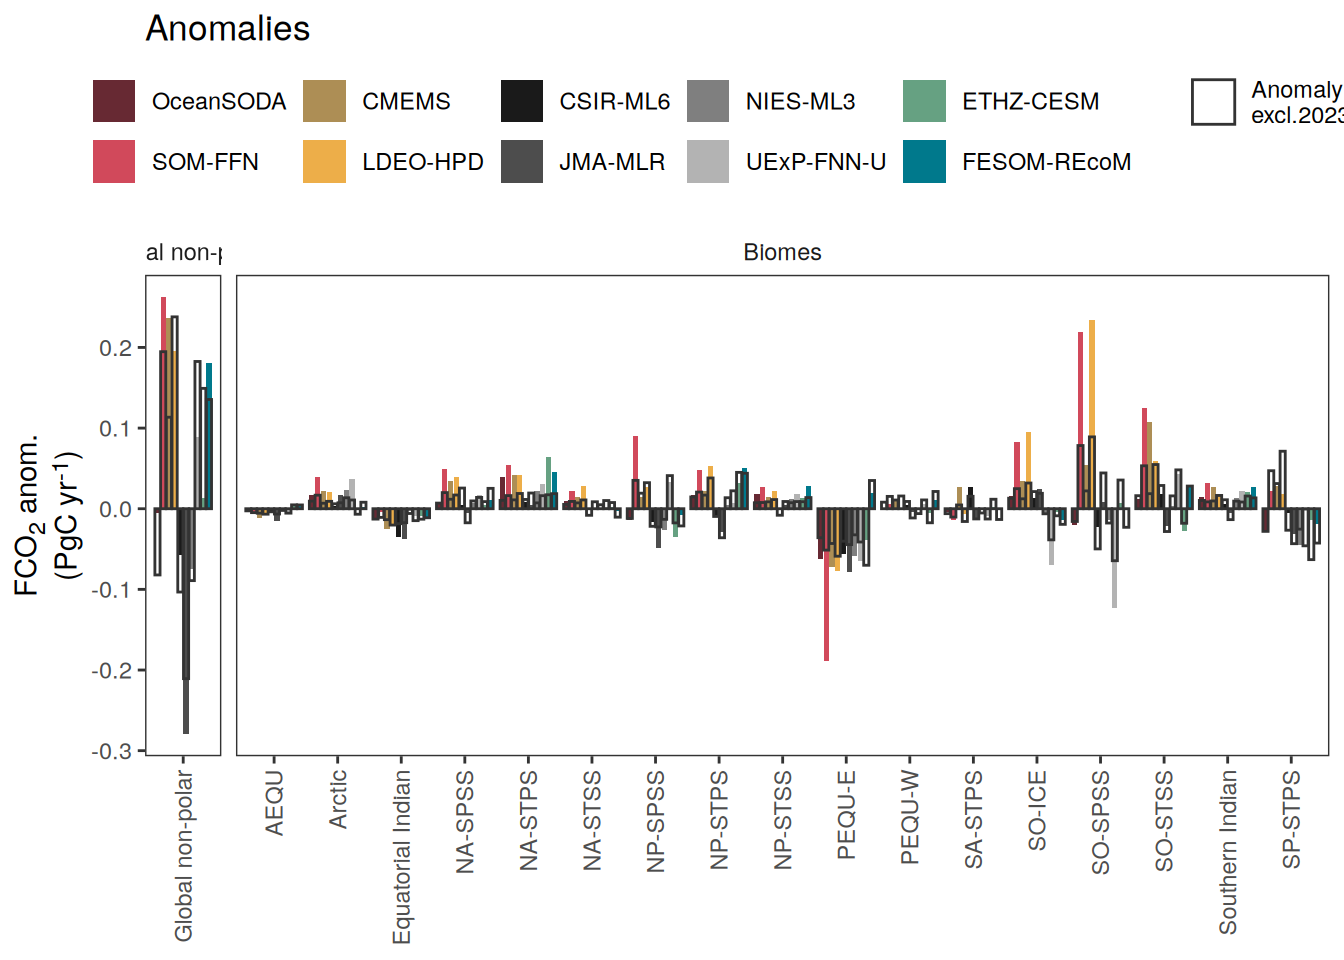 Anomalies
OceanSODA CMEMS CSIR-ML6 NIES-ML3 ETHZ-CESM Anomaly
excl.2023
SOM-FFN LDEO-HPD JMA-MLR UExP-FNN-U FESOM-REcoM
al non-p Biomes
0.2
0.1
0.0
-0.1
-0.2
-0.3
FCO2 anom.
(PgC yr-1)
Global non-polar
AEQU
Arctic
Equatorial Indian
NA-SPSS
NA-STPS
NA-STSS
NP-SPSS
NP-STPS
NP-STSS
PEQU-E
PEQU-W
SA-STPS
SO-ICE
SO-SPSS
SO-STSS
Southern Indian
SP-STPS